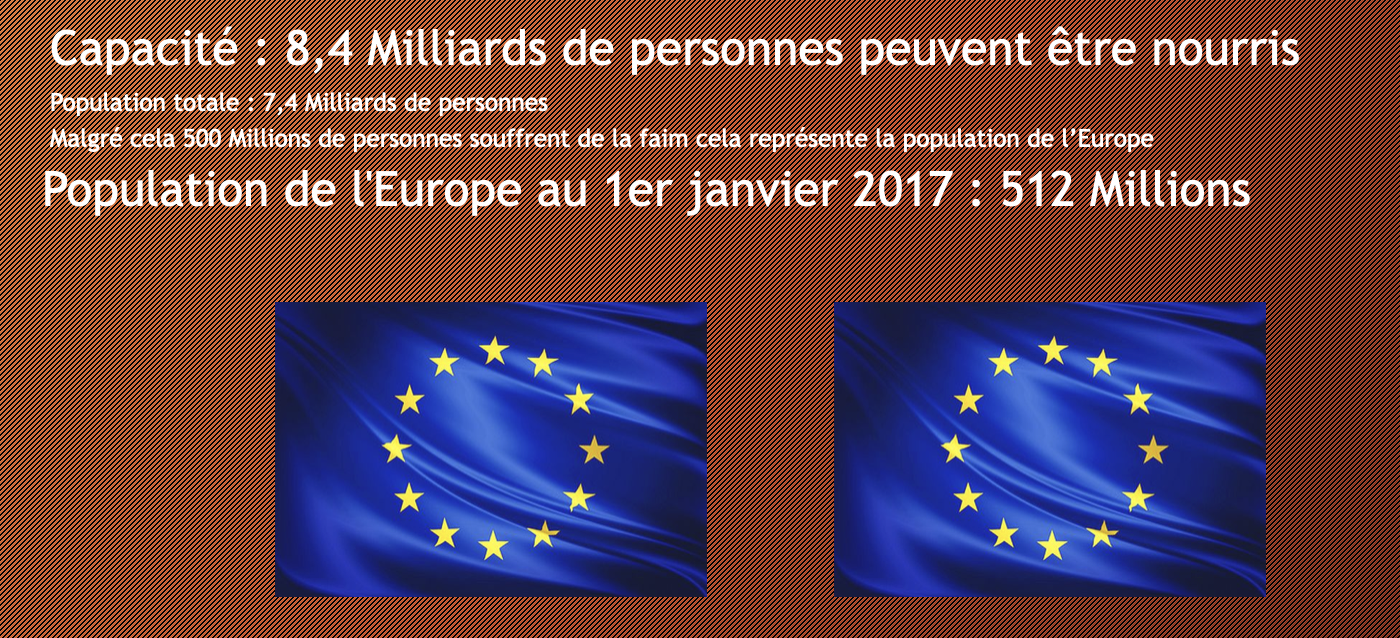 Capacité : 8,4 Milliards de personnes peuvent être nourris
Population totale : 7,4 Milliards de personnes
Malgré cela 500 Millions de personnes souffrent de la faim cela représente la population de l’Europe
Population de l'Europe au 1er janvier 2017 : 512 Millions